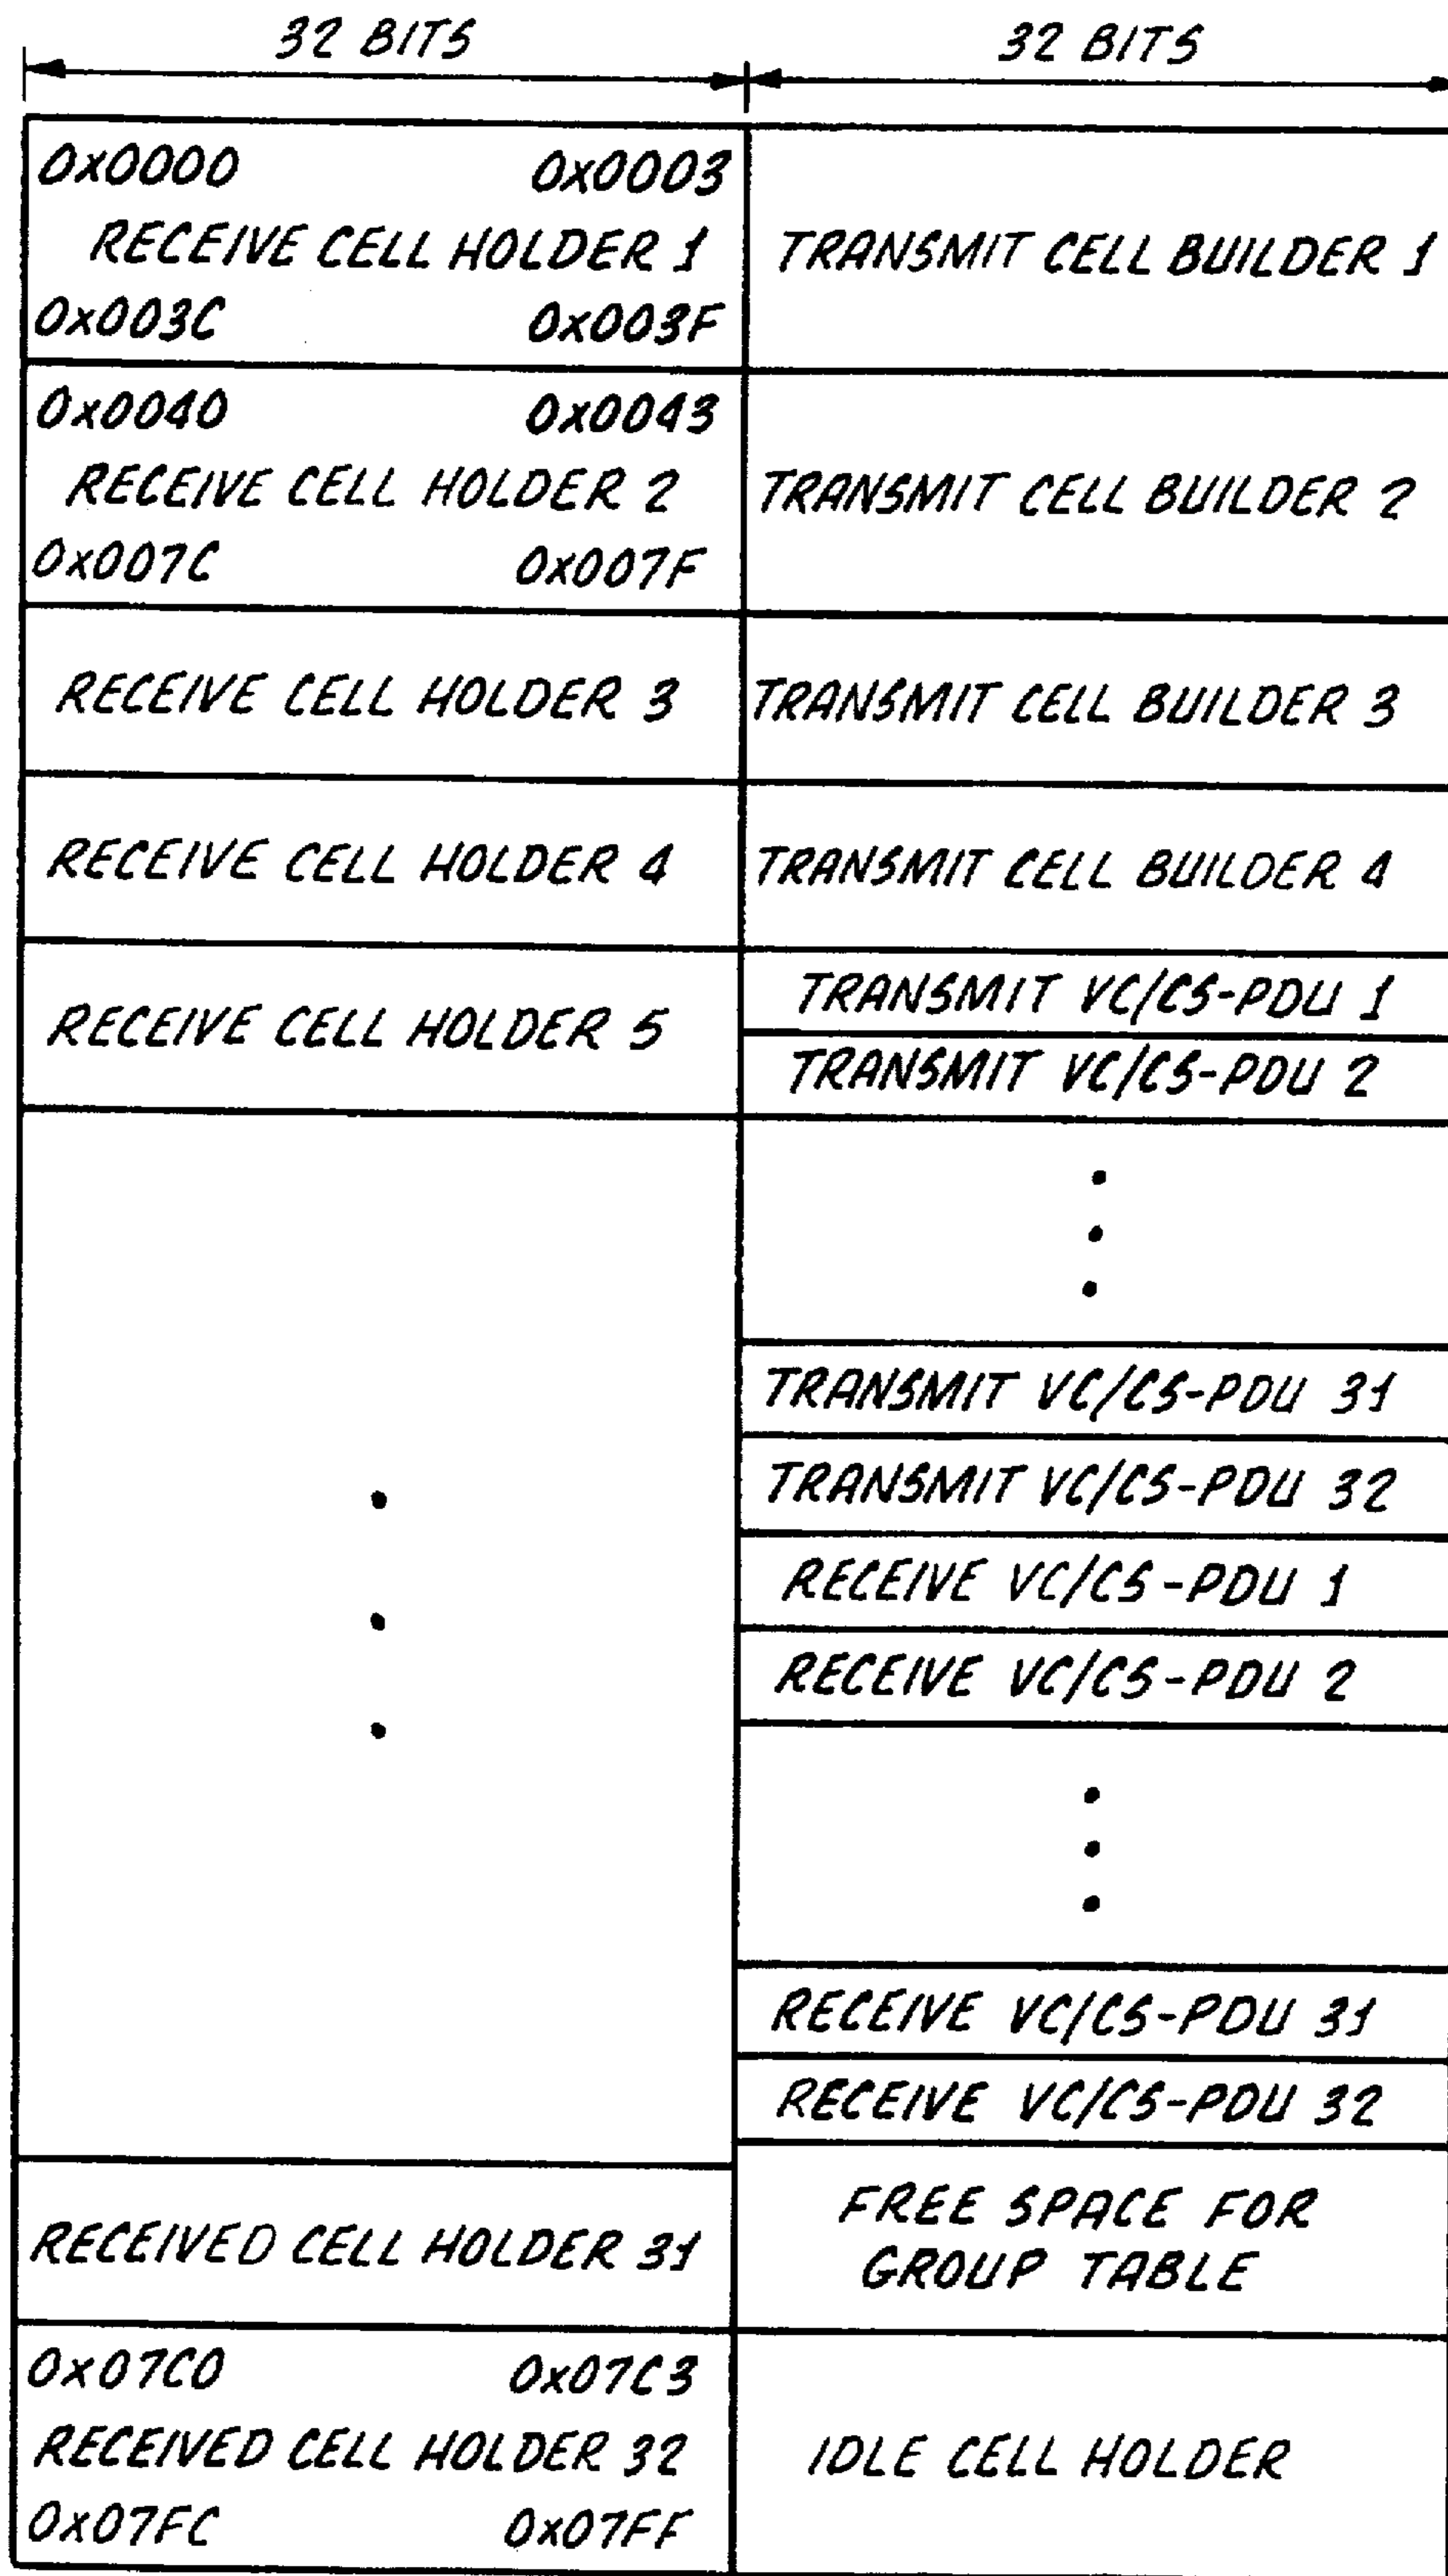 32 BITS 32 BITS
0x0000 0x0003
RECEIVE CELL HOLDER 1
0x003C 0x003F
TRANSMIT CELL BUILDER 1
0x0040 0x0043
RECEIVE CELL HOLDER 2
0x007C 0x007F
TRANSMIT CELL BUILDER 2
RECEIVE CELL HOLDER 3
TRANSMIT CELL BUILDER 3
RECEIVE CELL HOLDER 4
TRANSMIT CELL BUILDER 4
RECEIVE CELL HOLDER 5
TRANSMIT VC/CS-PDU 1
TRANSMIT VC/CS-PDU 2
TRANSMIT VC/CS-PDU 31
TRANSMIT VC/CS-PDU 32
RECEIVE VC/CS-PDU 1
RECEIVE VC/CS-PDU 2
RECEIVE VC/CS-PDU 31
RECEIVE VC/CS-PDU 32
RECEIVED CELL HOLDER 31
FREE SPACE FOR
GROUP TABLE
0x07C0 0x07C3
RECEIVED CELL HOLDER 32
0x07FC 0x07FF
IDLE CELL HOLDER